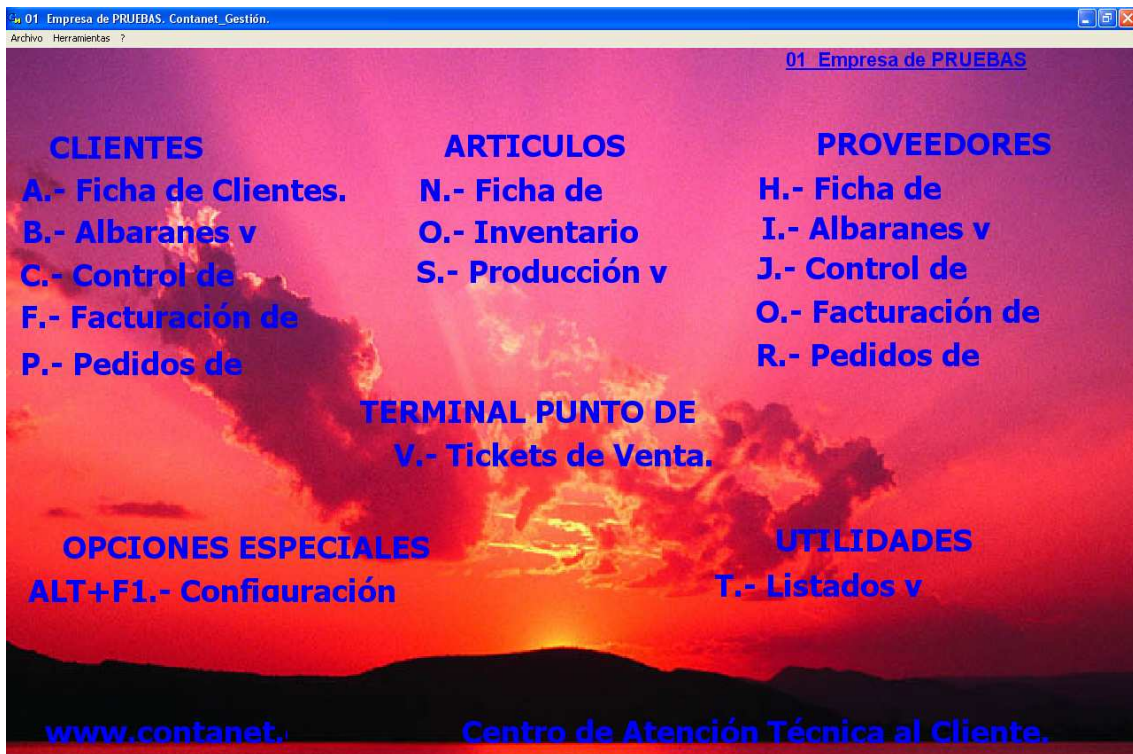 01 Empresa de PRUEBAS. Contanet_Gestión.
Archivo Herramientas ?
01 Empresa de PRUEBAS
CLIENTES
A.- Ficha de Clientes.
B.- Albaranes v
C.- Control de
F.- Facturación de
P.- Pedidos de
ARTICULOS
N.- Ficha de
O.- Inventario
S.- Producción v
PROVEEDORES
H.- Ficha de
I.- Albaranes v
J.- Control de
O.- Facturación de
R.- Pedidos de
TERMINAL PUNTO DE
V.- Tickets de Venta.
OPCIONES ESPECIALES
ALT+F1.- Configuración
UTILIDADES
T.- Listados v
www.contanet.
Centro de Atención Técnica al Cliente.